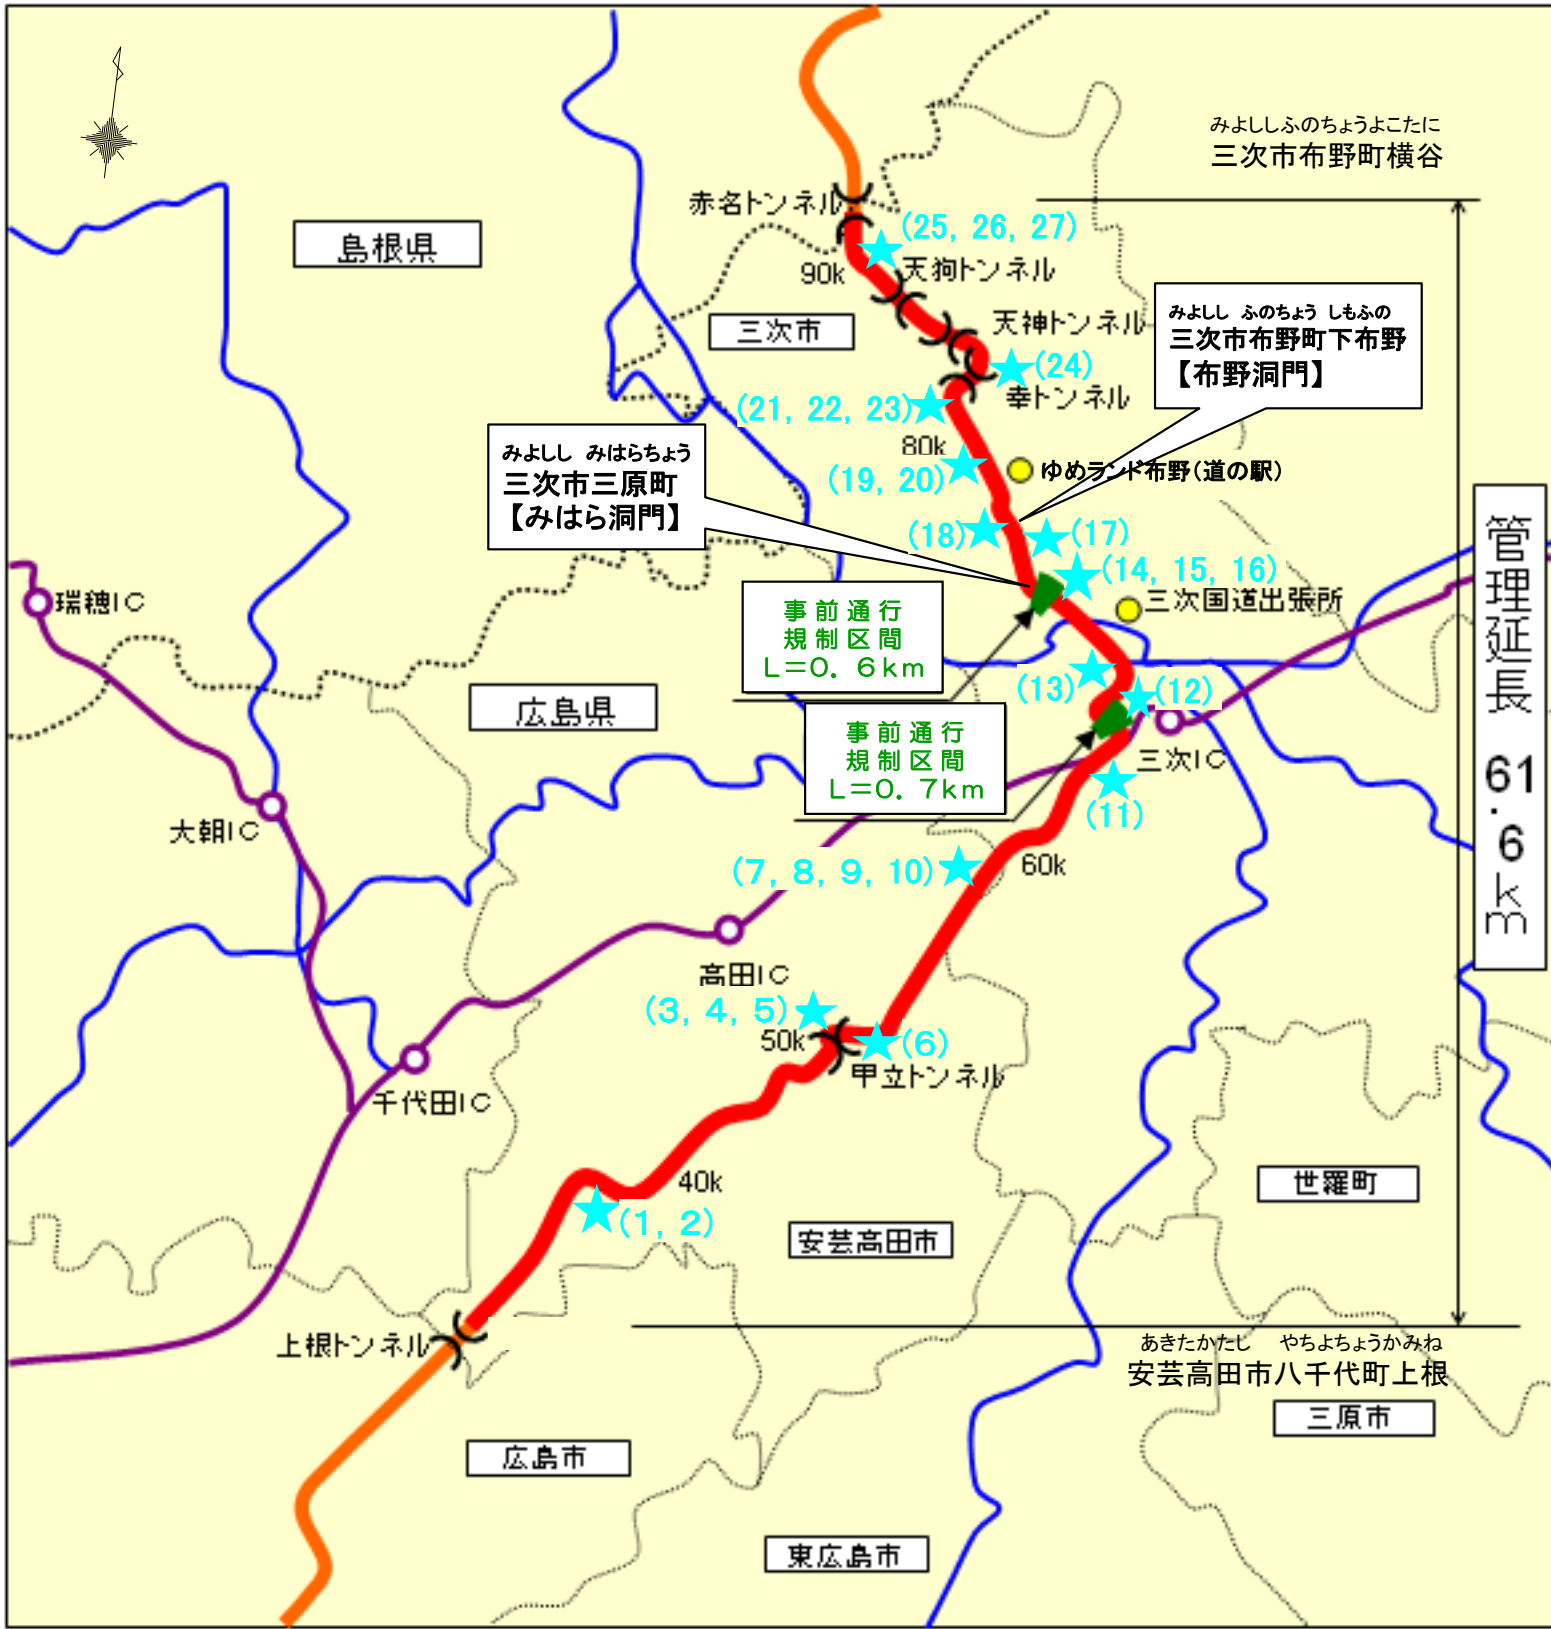 みよししふのちょうよこたに
三次市布野町横谷
赤名トンネル
(25, 26, 27)
島根県
90k
天狗トンネル
三次市
天神トンネル
みよしし ふのちょう しもふの
三次市布野町下布野
【布野洞門】
(24)
幸トンネル
(21, 22, 23)
80k
みよしし みはらちょう
三次市三原町
【みはら洞門】
ゆめランド布野(道の駅)
(19, 20)
(18)
(17)
(14, 15, 16)
管理延長 61.6km
瑞穂IC
事前通行
規制区間
L=0. 6km
三次国道出張所
(13)
(12)
広島県
事前通行
規制区間
L=0. 7km
三次IC
(11)
大朝IC
(7, 8, 9, 10)
60k
高田IC
(3, 4, 5)
50k
(6)
甲立トンネル
千代田IC
40k
(1, 2)
世羅町
安芸高田市
上根トンネル
あきたかたし やちよちょうかみね
安芸高田市八千代町上根
三原市
広島市
東広島市